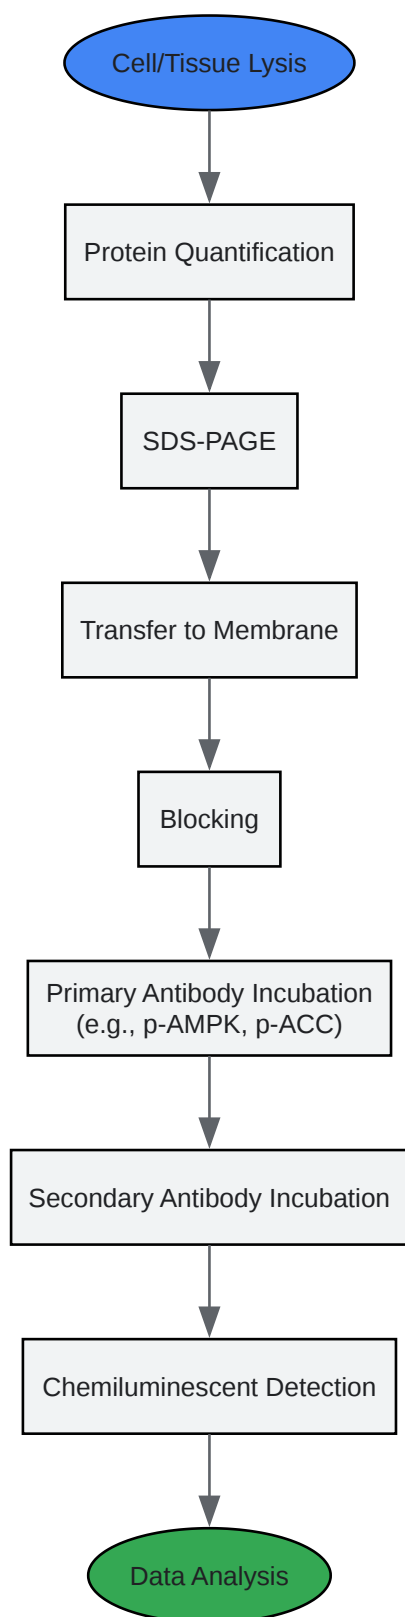 Cell/Tissue Lysis
Protein Quantification
SDS-PAGE
Transfer to Membrane
Blocking
Primary Antibody Incubation
(e.g., p-AMPK, p-ACC)
Secondary Antibody Incubation
Chemiluminescent Detection
Data Analysis